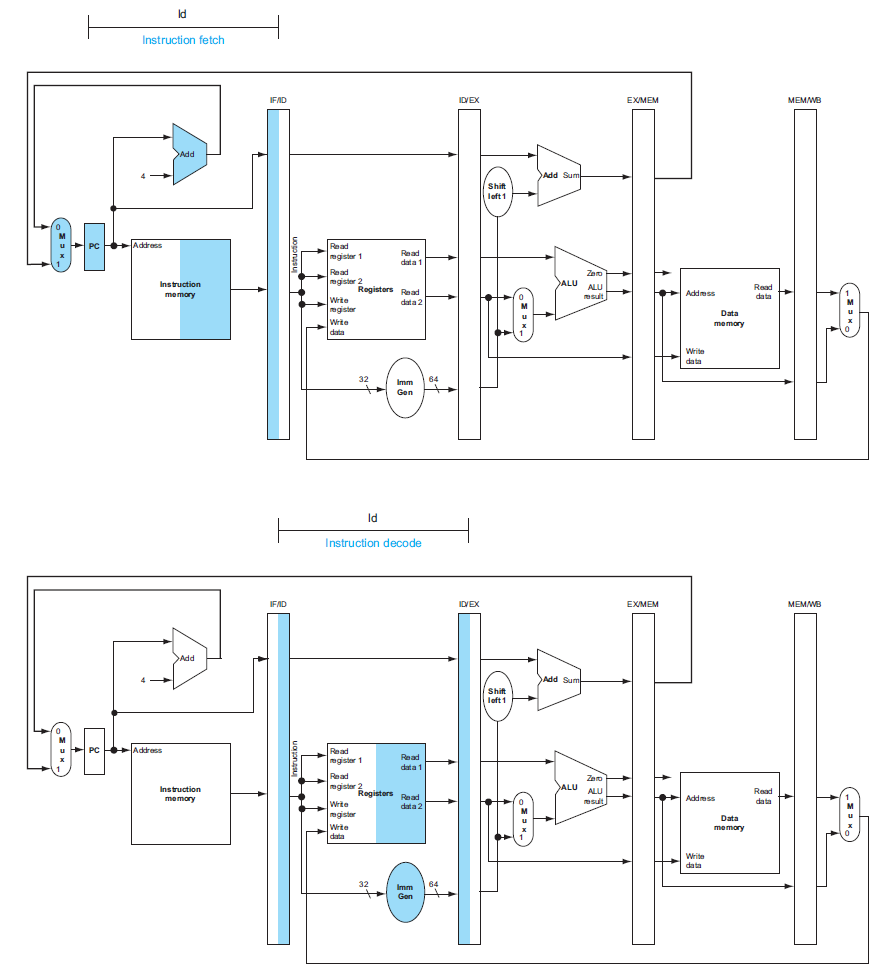 ld
Instruction fetch
IF/ID
ID/EX
EX/MEM
MEM/WB
Add
4
Add Sum
Shift
left 1
0
M
u
x
1
PC
Address
Instruction
memory
Instruction
Read
register 1
Read
register 2
Write
register
Write
data
Registers
Read
data 1
Read
data 2
0
M
u
x
1
ALU
Zero
ALU
result
Address
Write
data
Data
memory
Read
data
1
M
u
x
0
32
Imm
Gen
64
ld
Instruction decode
IF/ID
ID/EX
EX/MEM
MEM/WB
Add
4
Add Sum
Shift
left 1
0
M
u
x
1
PC
Address
Instruction
memory
Instruction
Read
register 1
Read
register 2
Write
register
Write
data
Registers
Read
data 1
Read
data 2
0
M
u
x
1
ALU
Zero
ALU
result
Address
Write
data
Data
memory
Read
data
1
M
u
x
0
32
Imm
Gen
64